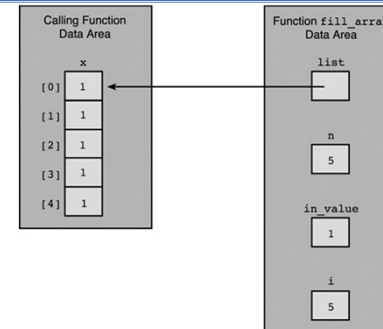 Calling Function
Data Area
x
[0] 1
[1] 1
[2] 1
[3] 1
[4] 1
Function fill_arra
Data Area
list
n
5
in_value
1
i
5